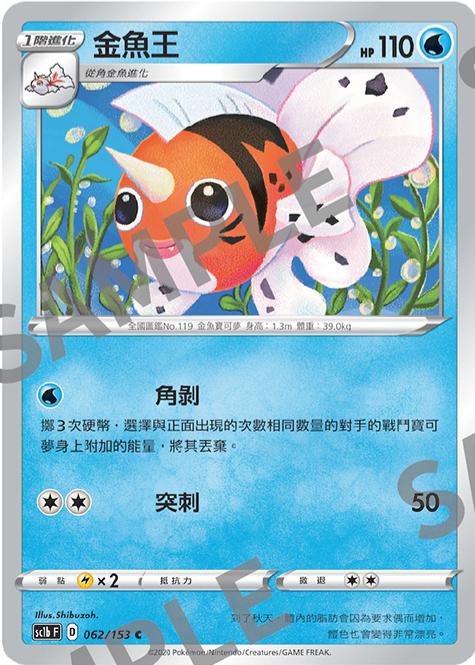 1階進化
金魚王
HP 110
從角金魚進化
全國圖鑑No.119 金魚寶可夢 身高：1.3m 體重：39.0kg
角剝
擲3次硬幣，選擇與正面出現的次數相同數量的對手的戰鬥寶可
夢身上附加的能量，將其丟棄。
突刺 50
弱點 ×2 抵抗力 撤退
Illus.Shibuzoh.
sc1b F D 062/153 C
到了秋天，體內的脂肪會因為要求偶而增加，
體色也會變得非常漂亮。
©2020 Pokémon/Nintendo/Creatures/GAME FREAK.
SAMPLE
SAMPLE